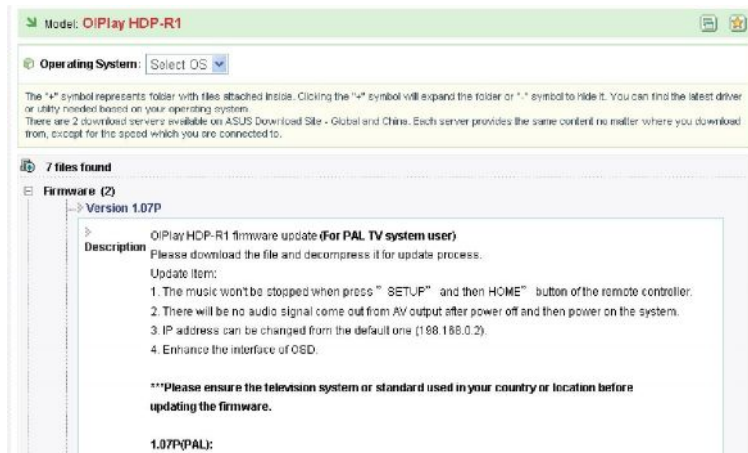 Model: OIPlay HDP-R1
Operating System: Select OS
The "+" symbol represents folder with files attached inside. Clicking the "+" symbol will expand the folder or "-" symbol to hide it. You can find the latest driver
or utility needed based on your operating system.
There are 2 download servers available on ASUS Download Site - Global and China. Each server provides the same content no matter where you download
from, except for the speed which you are connected to.
7 files found
Firmware (2)
Version 1.07P
Description OIPlay HDP-R1 firmware update (For PAL TV system user)
Please download the file and decompress it for update process.
Update Item:
1. The music won't be stopped when press " SETUP" and then HOME" button of the remote controller.
2. There will be no audio signal come out from AV output after power off and then power on the system.
3. IP address can be changed from the default one (198.168.0.2).
4. Enhance the interface of OSD.
***Please ensure the television system or standard used in your country or location before
updating the firmware.
1.07P(PAL):